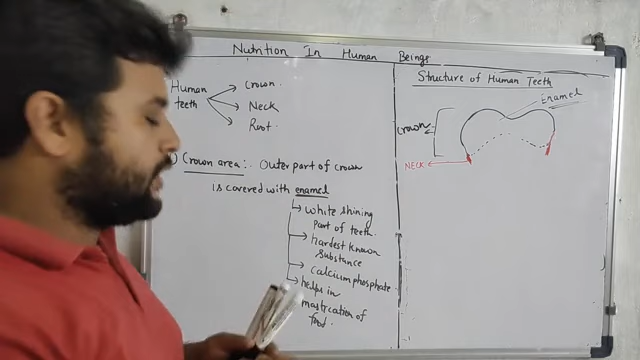 Nutrition In Human Beings
Human teeth
Crown.
Neck
Root.
) Crown area:. Outer part of crown
is covered with enamel
white shining
part of teeth.
hardest known
substance
calcium phosphate.
helps in
mastication of
food.
Structure of Human Teeth
Enamel
Crown
NECK